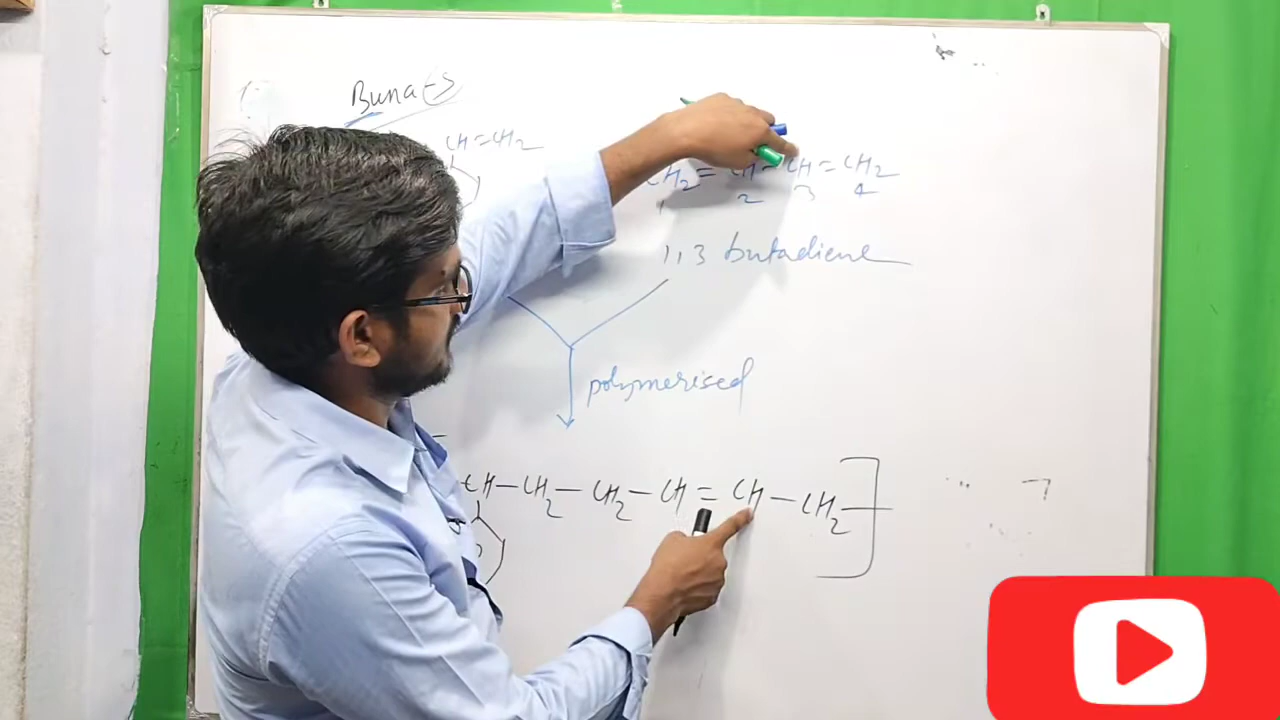 Buna-S
CH=CH2
CH2=CH-CH=CH2
1 2 3 4
1,3 butadiene
polymerised
CH-CH2-CH2-CH=CH-CH2